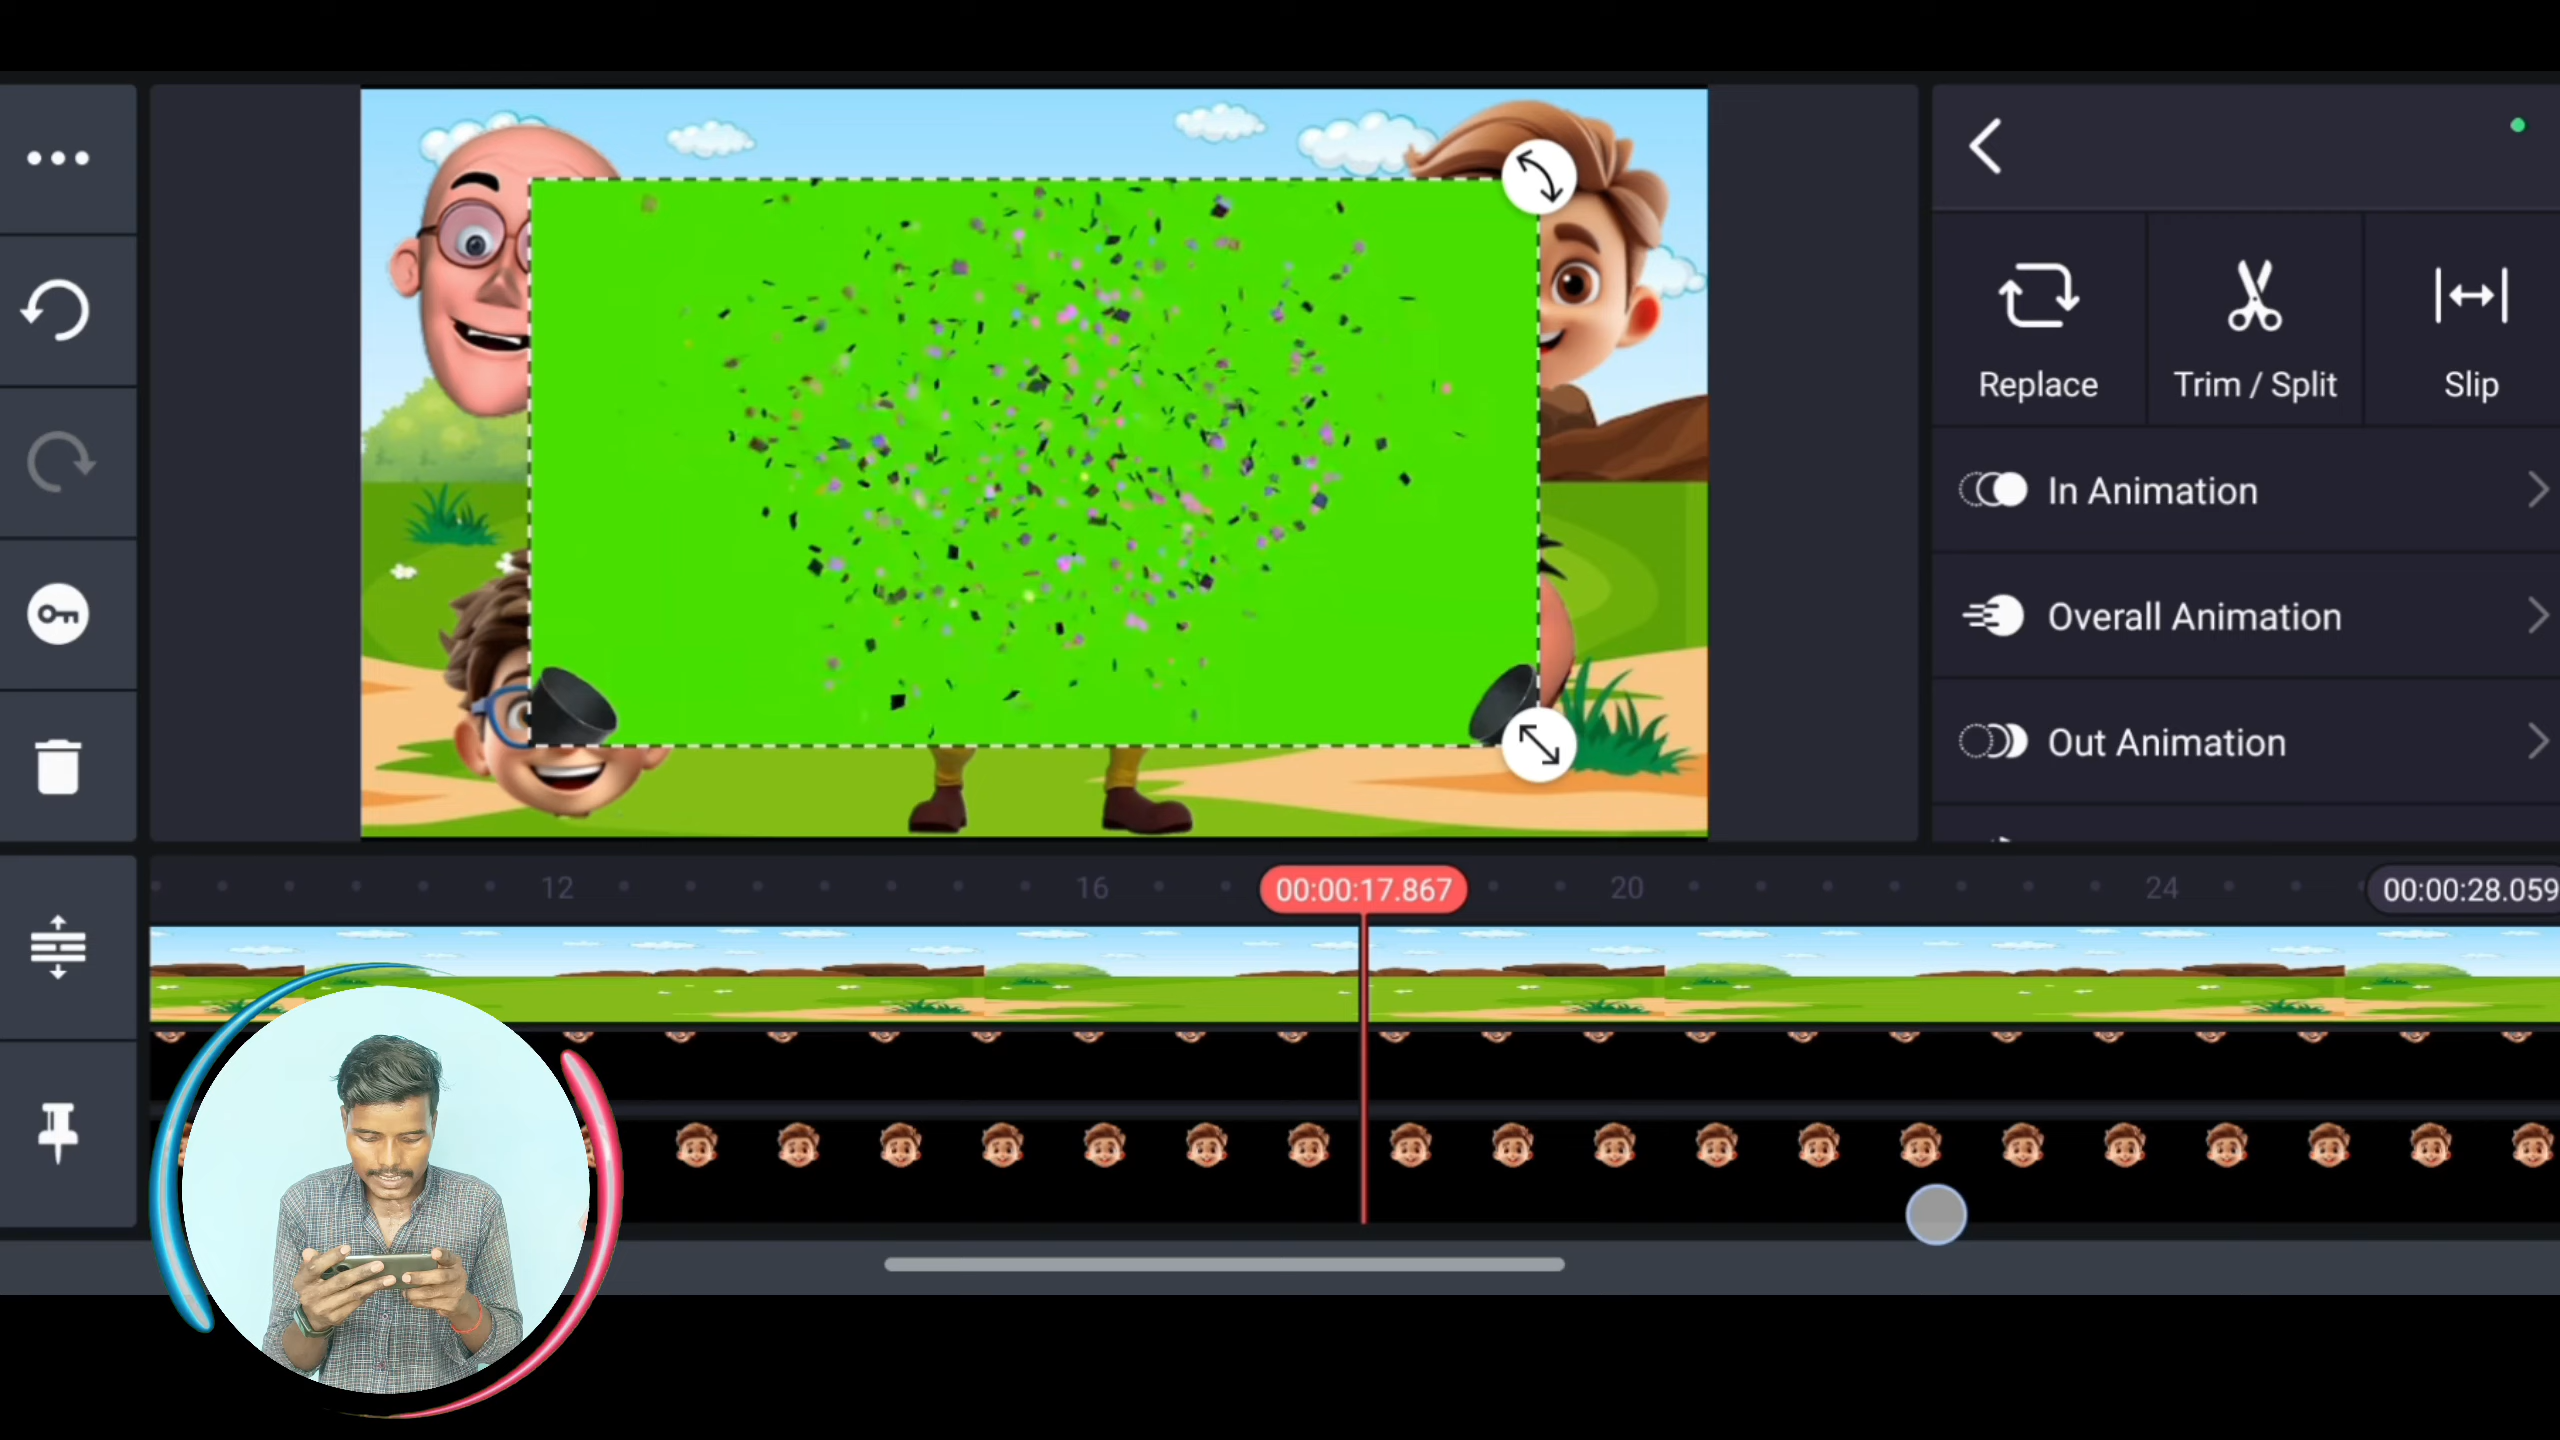 Replace
Trim / Split
Slip
In Animation
Overall Animation
Out Animation
12
16
00:00:17.867
20
24
00:00:28.059